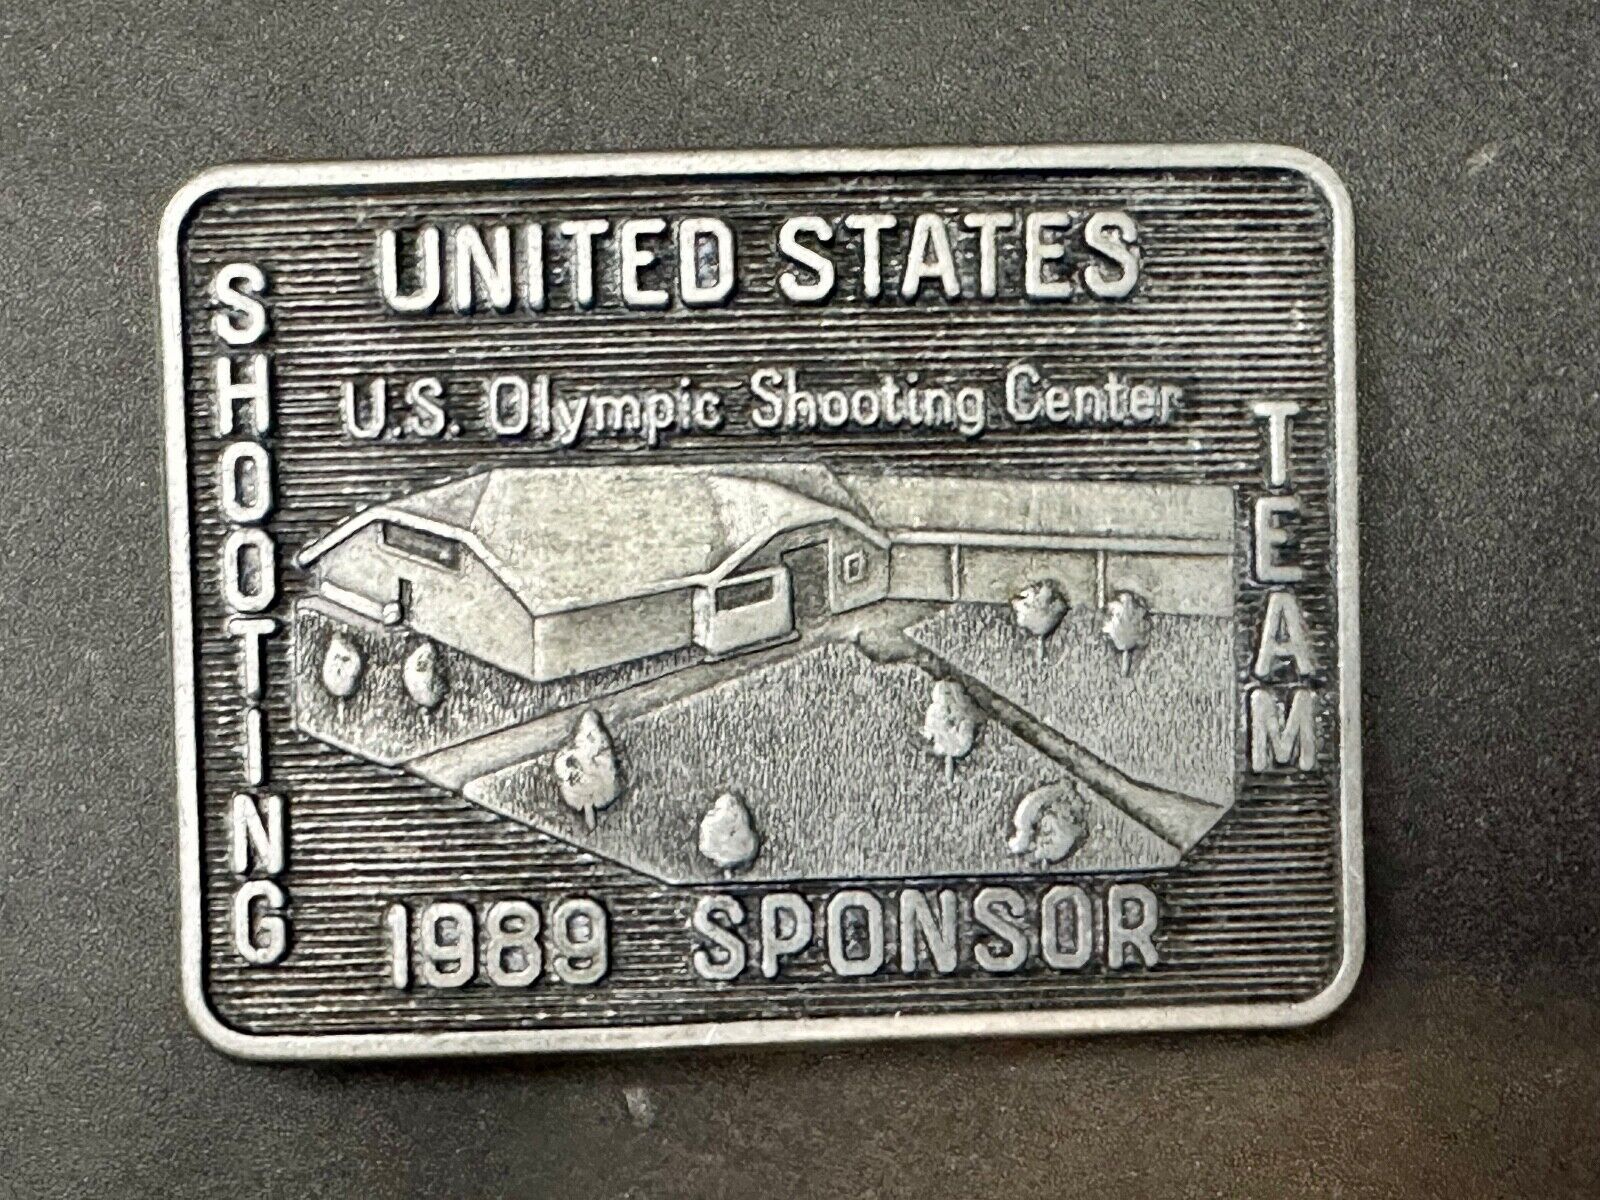 UNITED STATES
SHOOTING
TEAM
U.S. Olympic Shooting Center
1989 SPONSOR